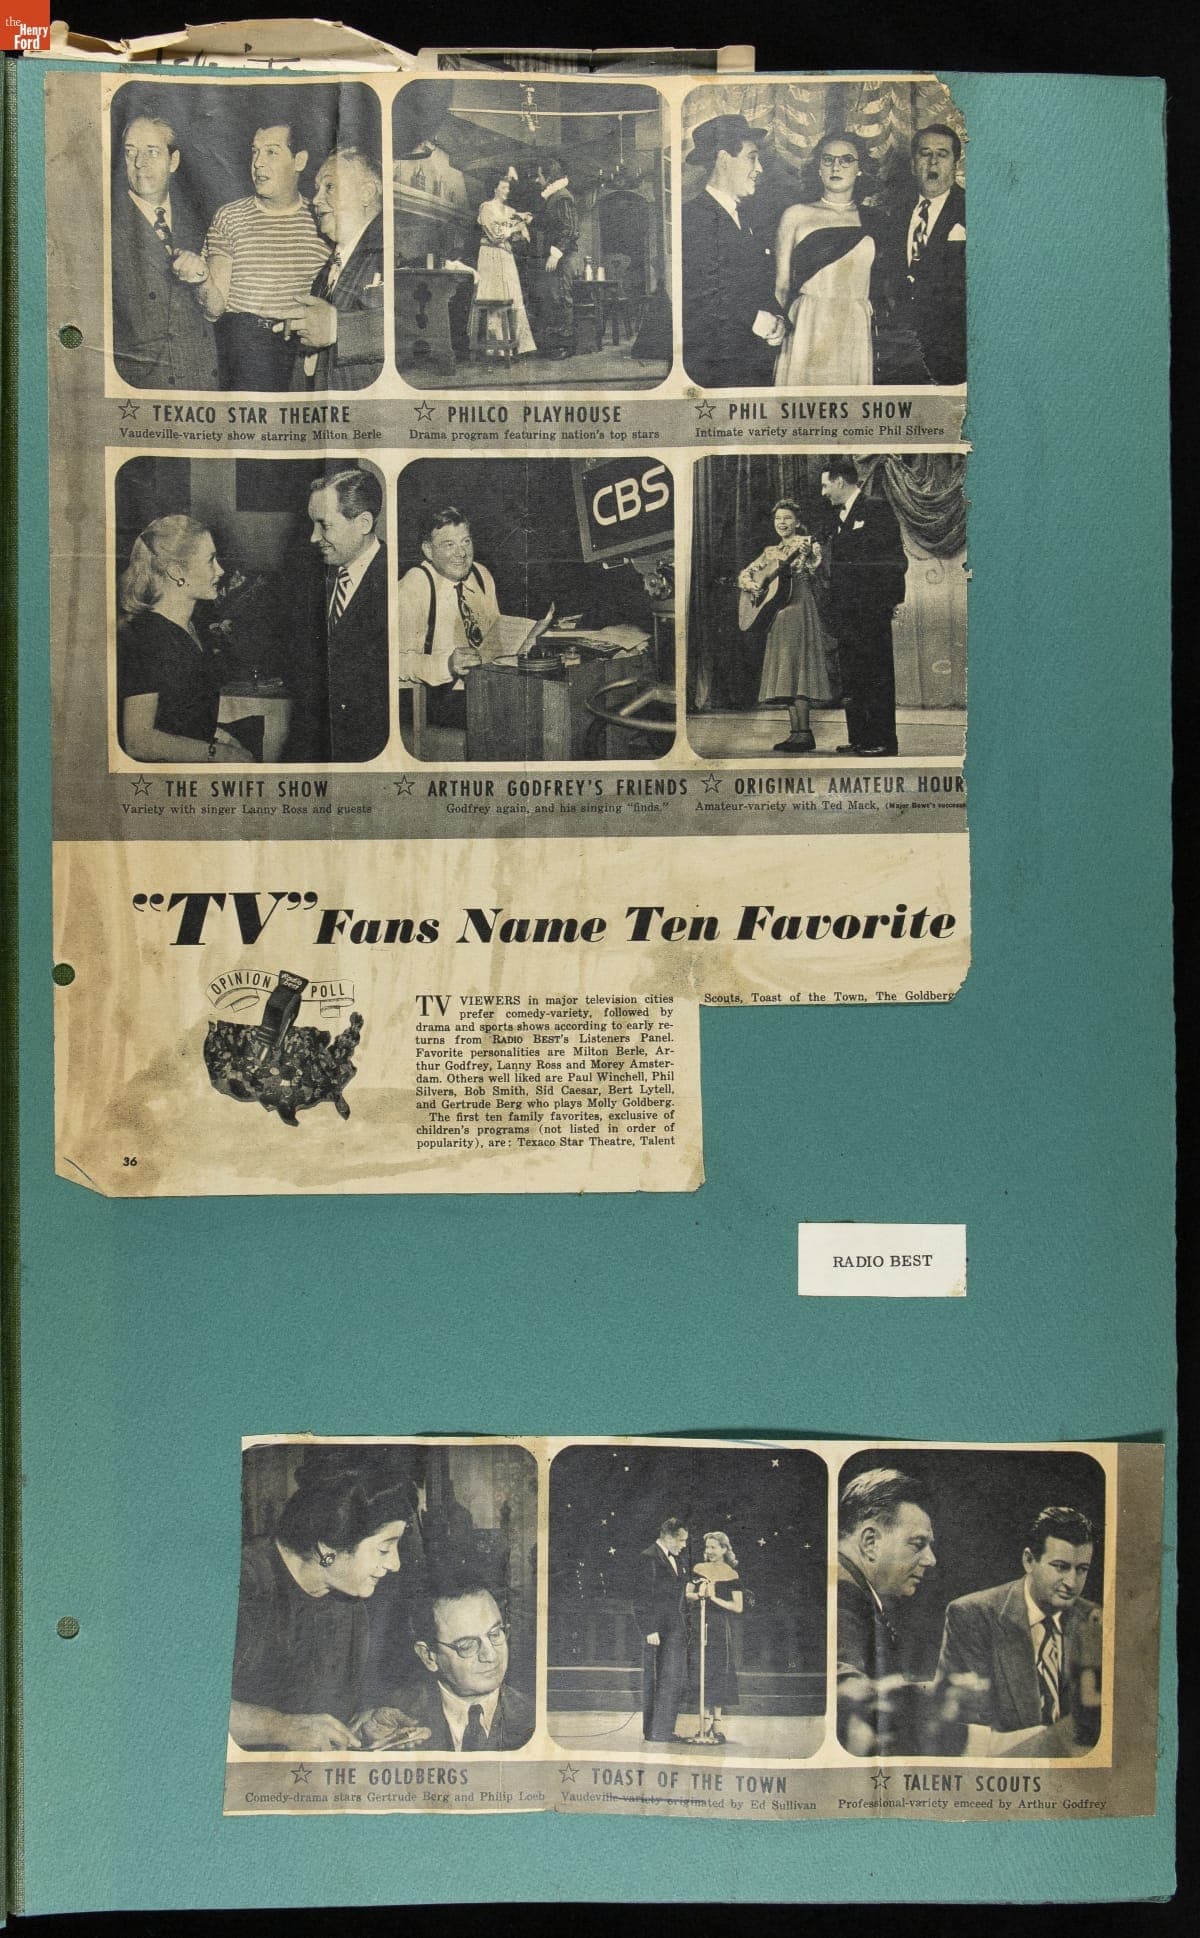 the
Henry
Ford
☆ TEXACO STAR THEATRE
Vaudeville-variety show starring Milton Berle
☆ PHILCO PLAYHOUSE
Drama program featuring nation's top stars
☆ PHIL SILVERS SHOW
Intimate variety starring comic Phil Silvers
CBS
☆ THE SWIFT SHOW
Variety with singer Lanny Ross and guests
☆ ARTHUR GODFREY'S FRIENDS
Godfrey again, and his singing "finds."
☆ ORIGINAL AMATEUR HOUR
Amateur-variety with Ted Mack, (Major Bowe's success
"TV" Fans Name Ten Favorite
OPINION Radio best POLL
TV VIEWERS in major television cities
prefer comedy-variety, followed by
drama and sports shows according to early re-
turns from RADIO BEST's Listeners Panel.
Favorite personalities are Milton Berle, Ar-
thur Godfrey, Lanny Ross and Morey Amster-
dam. Others well liked are Paul Winchell, Phil
Silvers, Bob Smith, Sid Caesar, Bert Lytell,
and Gertrude Berg who plays Molly Goldberg.
The first ten family favorites, exclusive of
children's programs (not listed in order of
popularity), are: Texaco Star Theatre, Talent
Scouts, Toast of the Town, The Goldberg
36
RADIO BEST
☆ THE GOLDBERGS
Comedy-drama stars Gertrude Berg and Philip Loeb
☆ TOAST OF THE TOWN
Vaudeville-variety originated by Ed Sullivan
☆ TALENT SCOUTS
Professional-variety emceed by Arthur Godfrey